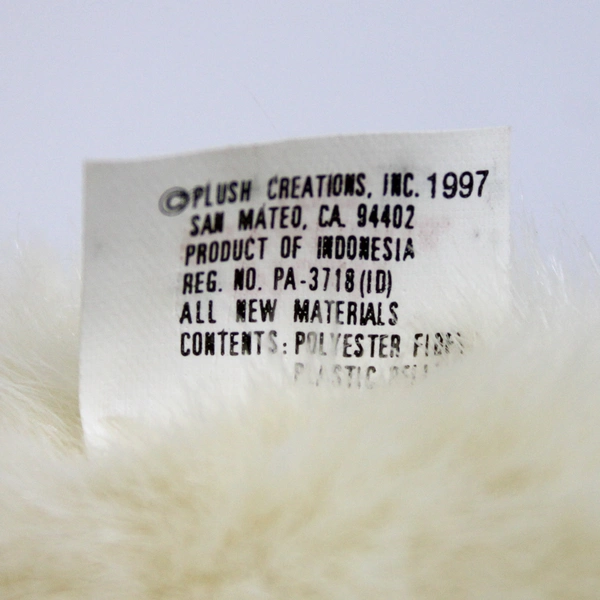 ©PLUSH CREATIONS, INC. 1997
SAN MATEO, CA. 94402
PRODUCT OF INDONESIA
REG. NO. PA-3718(ID)
ALL NEW MATERIALS
CONTENTS: POLYESTER
PLASTIC